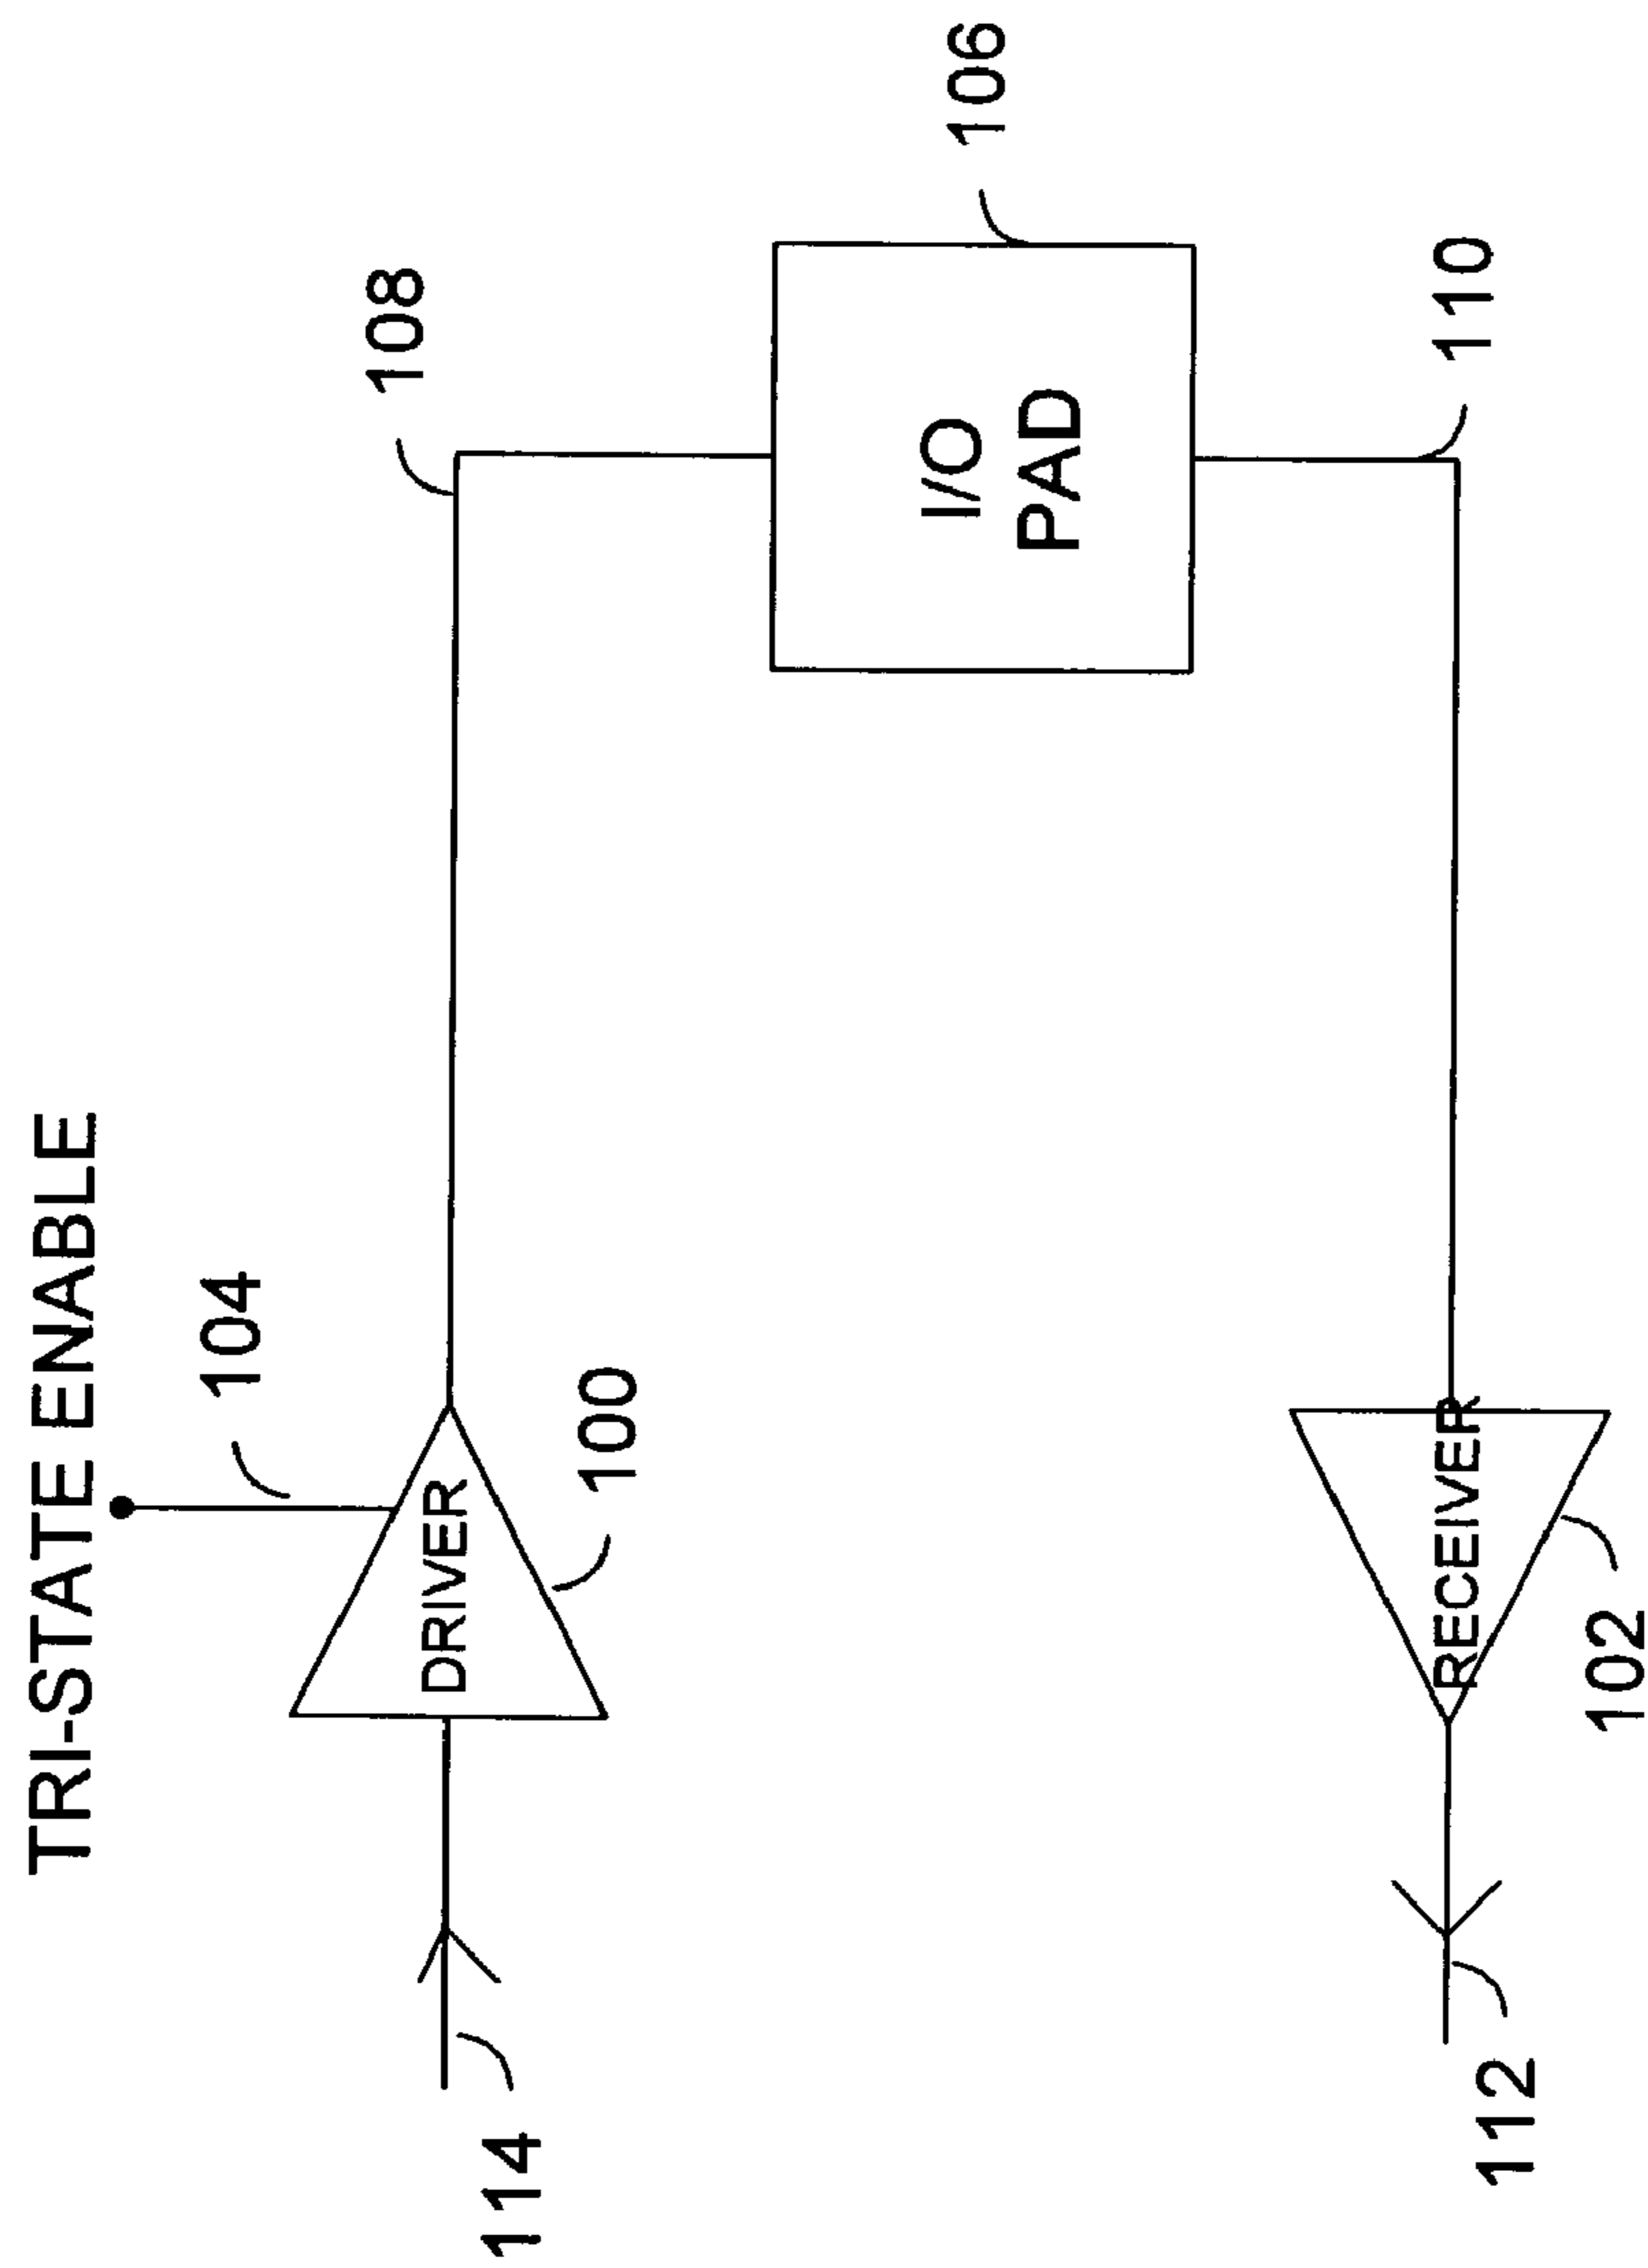 TRI-STATE ENABLE
104
108
114
DRIVER
100
I/O
PAD
106
110
RECEIVER
112
102